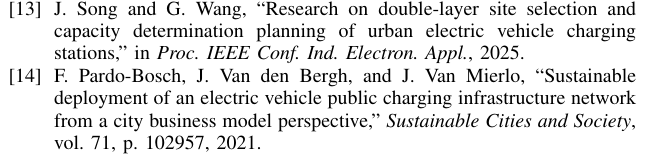 [13] J. Song and G. Wang, “Research on double-layer site selection and
capacity determination planning of urban electric vehicle charging
stations,” in Proc. IEEE Conf. Ind. Electron. Appl., 2025.
[14] F. Pardo-Bosch, J. Van den Bergh, and J. Van Mierlo, “Sustainable
deployment of an electric vehicle public charging infrastructure network
from a city business model perspective,” Sustainable Cities and Society,
vol. 71, p. 102957, 2021.